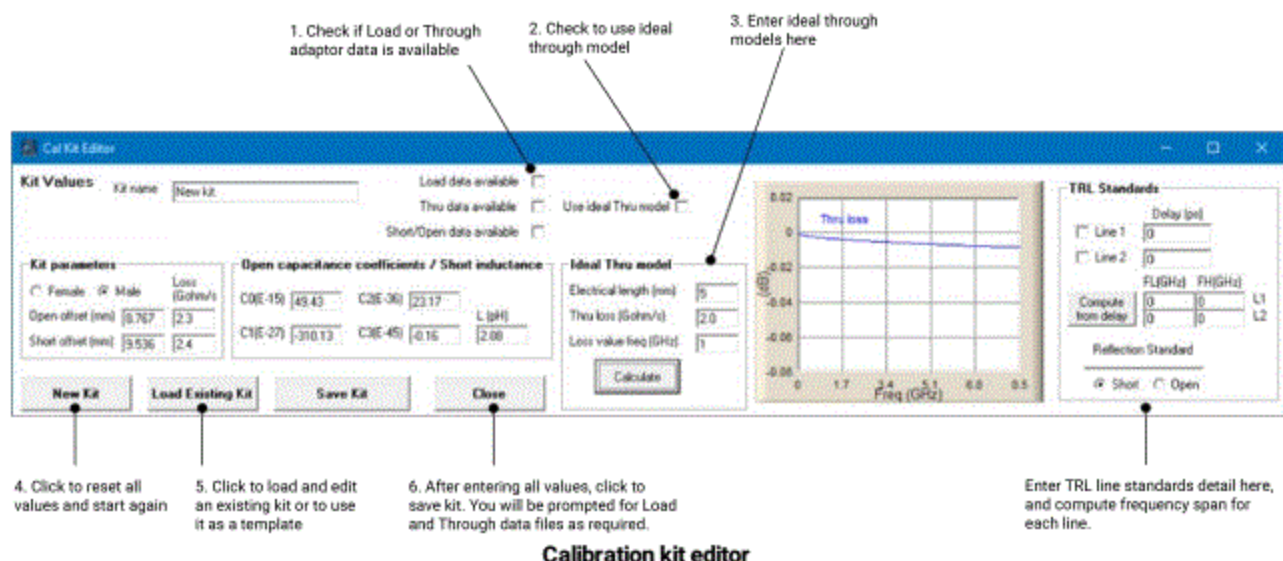 1. Check if Load or Through
adaptor data is available
2. Check to use ideal
through model
3. Enter ideal through
models here
Cal Kit Editor
Kit Values
Kit name
New kit
Load data available
Thru data available
Short/Open data available
Use ideal Thru model
Kit parameters
Female
Male
Loss
(Gohm/s
Open offset (mm)
8.767
2.3
Short offset (mm)
9.536
2.4
Open capacitance coefficients / Short inductance
C0(E-15)
49.43
C2(E-36)
23.17
L (pH)
C1(E-27)
-310.13
C3(E-45)
-0.16
2.08
Ideal Thru model
Electrical length (mm)
5
Thru loss (Gohm/s)
2.0
Loss value freq (GHz)
1
Calculate
New Kit
Load Existing Kit
Save Kit
Close
0.02
0
-0.02
-0.04
-0.06
-0.08
(dB)
Thru loss
0
1.7
3.4
5.1
6.8
8.5
Freq (GHz)
TRL Standards
Delay (ps)
Line 1
0
Line 2
0
FL(GHz)
FH(GHz)
Compute
from delay
0
0
L1
0
0
L2
Reflection Standard
Short
Open
4. Click to reset all
values and start again
5. Click to load and edit
an existing kit or to use
it as a template
6. After entering all values, click to
save kit. You will be prompted for Load
and Through data files as required.
Enter TRL line standards detail here,
and compute frequency span for
each line.
Calibration kit editor